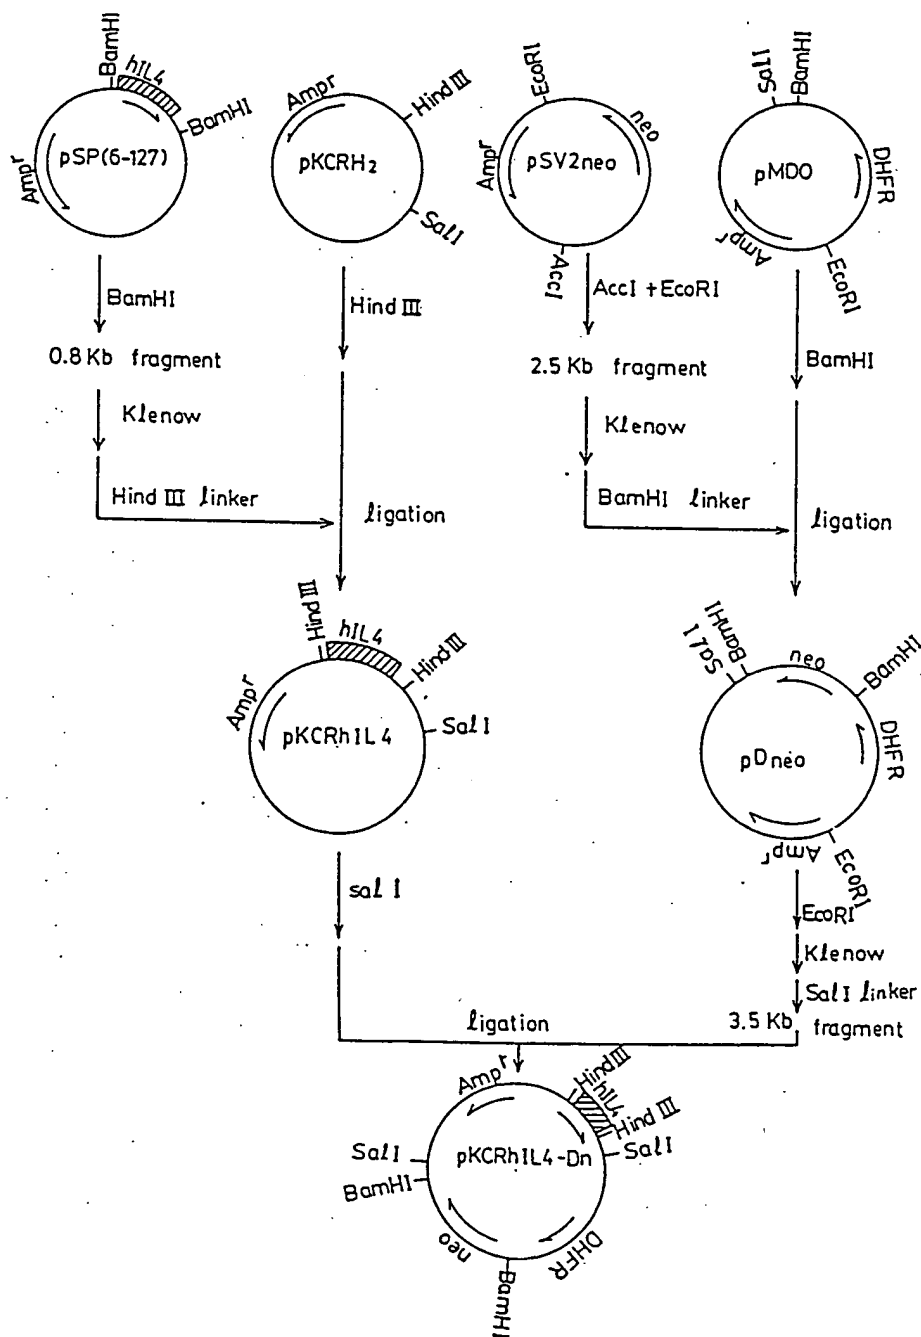 BamHI
hIL4
BamHI
Ampr
pSP(6-127)
Ampr
Hind III
pKCRH2
SalI
EcoRI
neo
Ampr
pSV2neo
AccI
SalI
BamHI
DHFR
pMDO
Ampr
EcoRI
BamHI
0.8 Kb fragment
Klenow
Hind III linker
Hind III
ligation
AccI + EcoRI
2.5 Kb fragment
Klenow
BamHI linker
BamHI
ligation
Hind III
hIL4
Hind III
Ampr
pKCRhIL4
SalI
SalI
BamHI
neo
BamHI
DHFR
pDneo
Ampr
EcoRI
sal I
EcoRI
Klenow
SalI linker
3.5 Kb fragment
ligation
Ampr
Hind III
hIL4
Hind III
SalI
pKCRhIL4-Dn
SalI
BamHI
neo
DHFR
BamHI